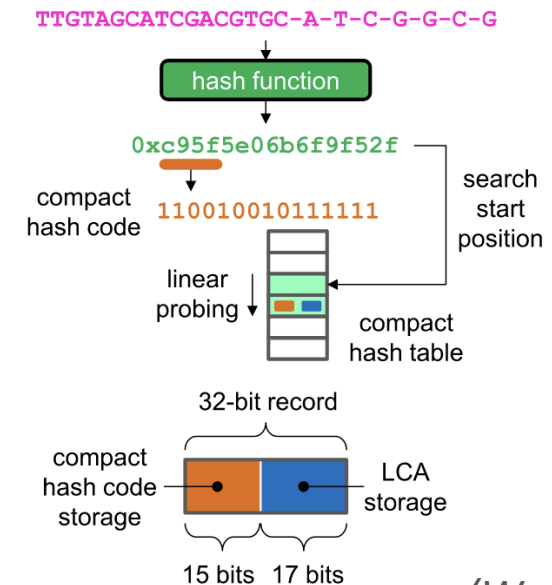 TTGTAGCATCGACGTGC-A-T-C-G-G-C-G
hash function
0xc95f5e06b6f9f52f
compact
hash code
110010010111111
search
start
position
linear
probing
compact
hash table
32-bit record
compact
hash code
storage
LCA
storage
15 bits
17 bits